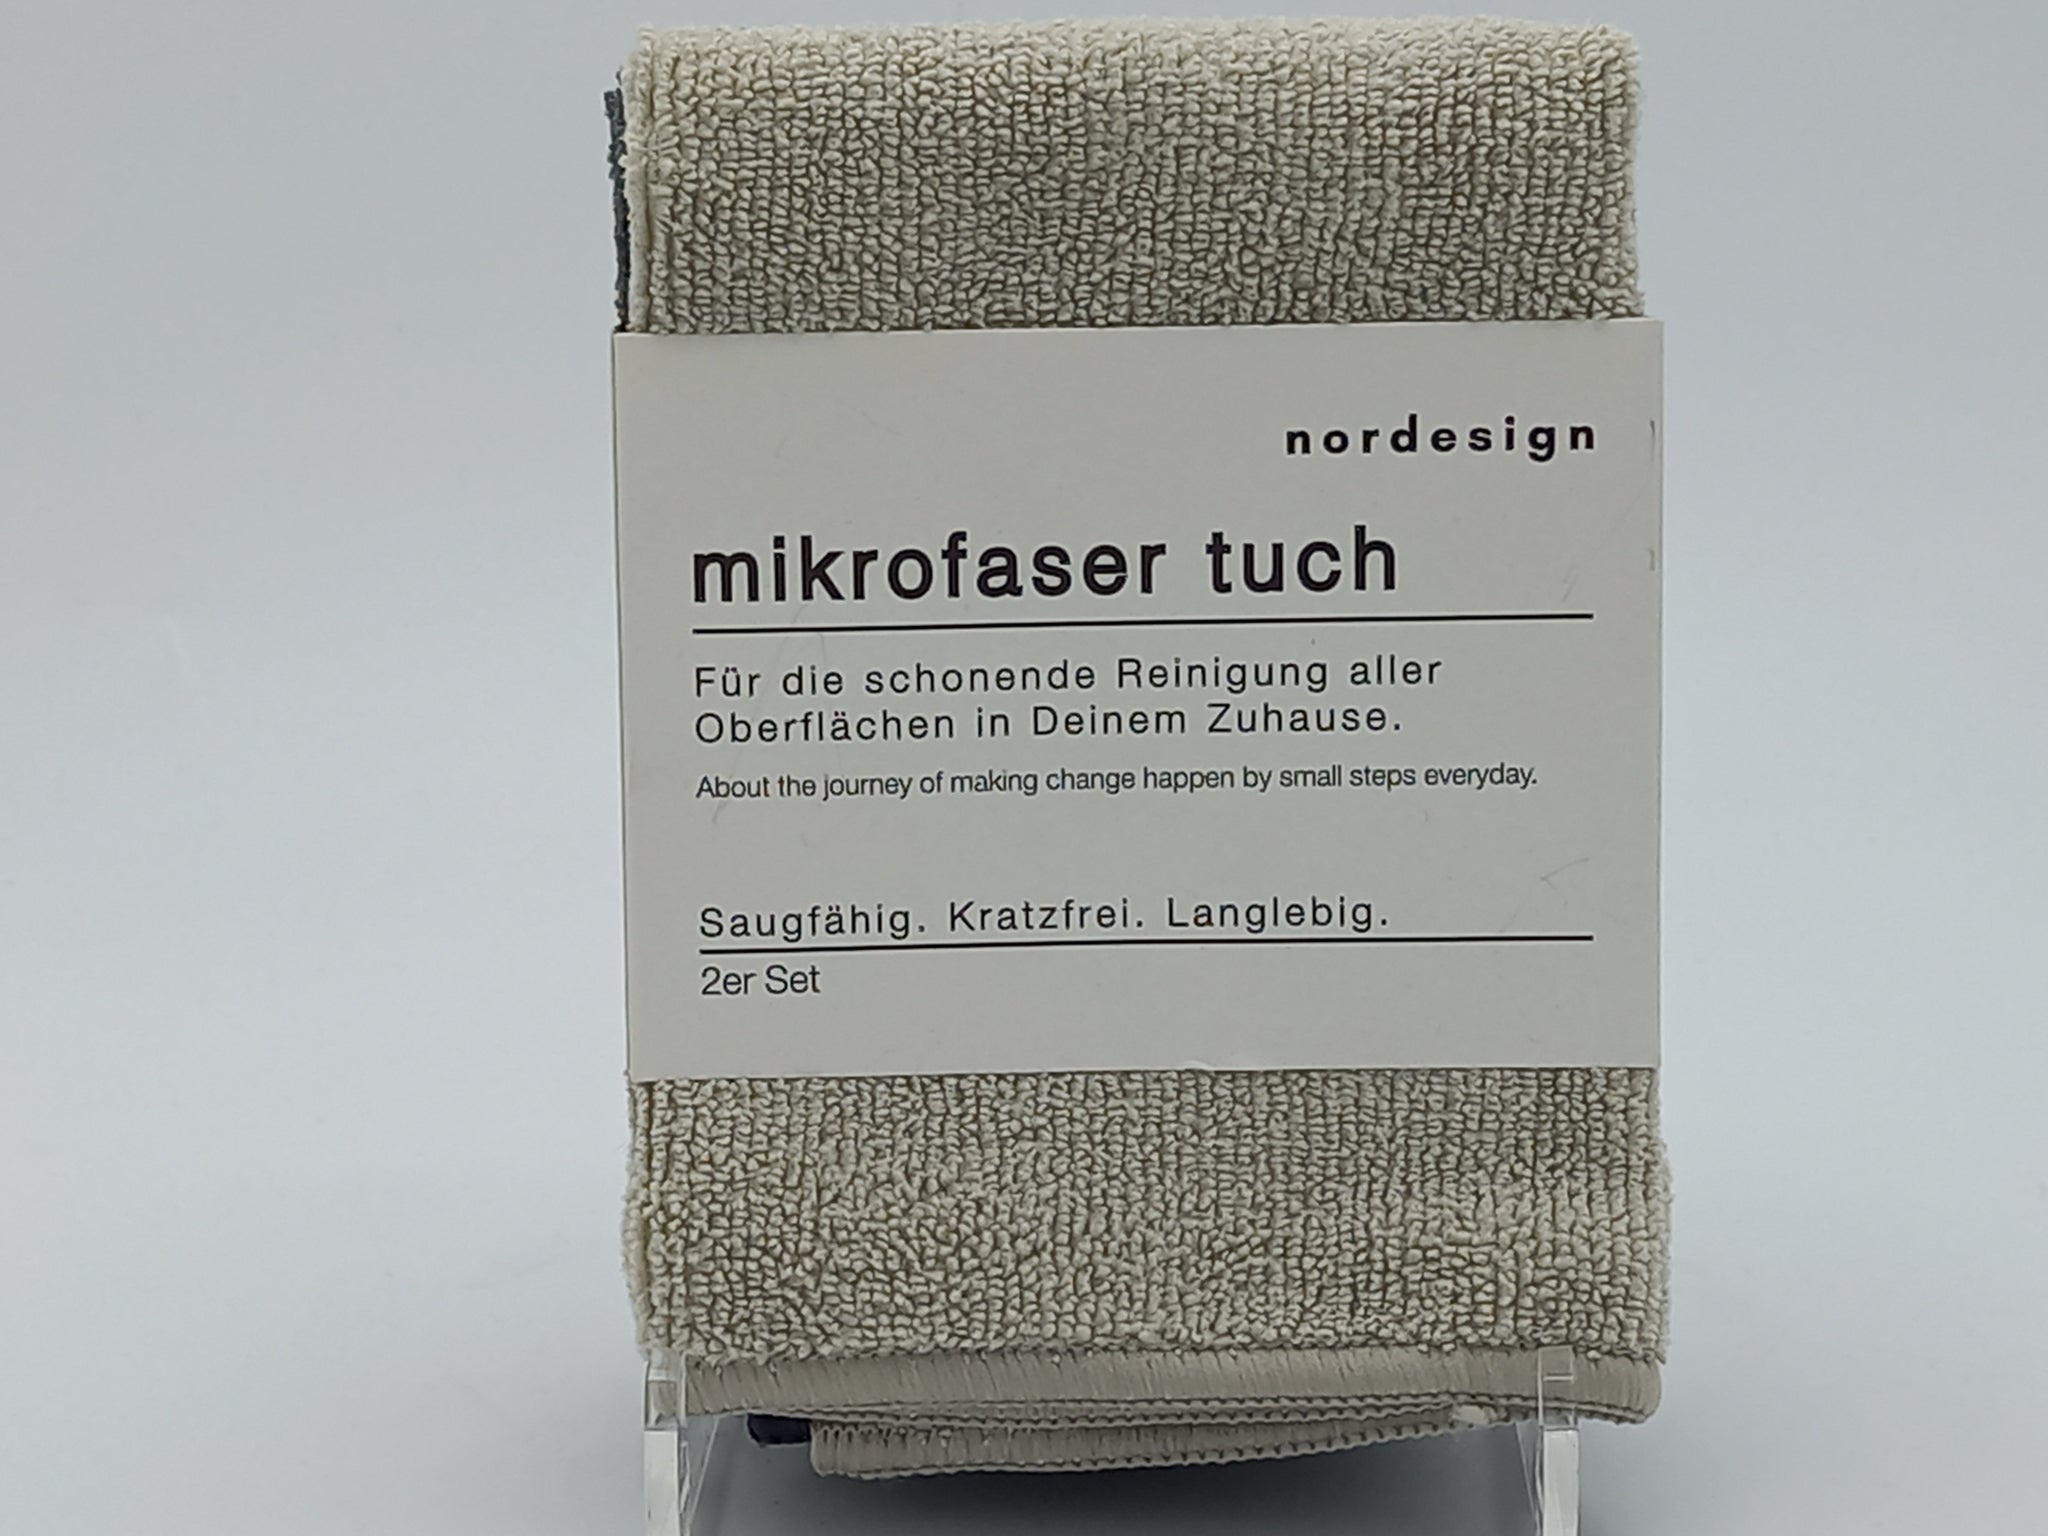 nordesign
mikrofaser tuch
Für die schonende Reinigung aller
Oberflächen in Deinem Zuhause.
About the journey of making change happen by small steps everyday.
Saugfähig. Kratzfrei. Langlebig.
2er Set